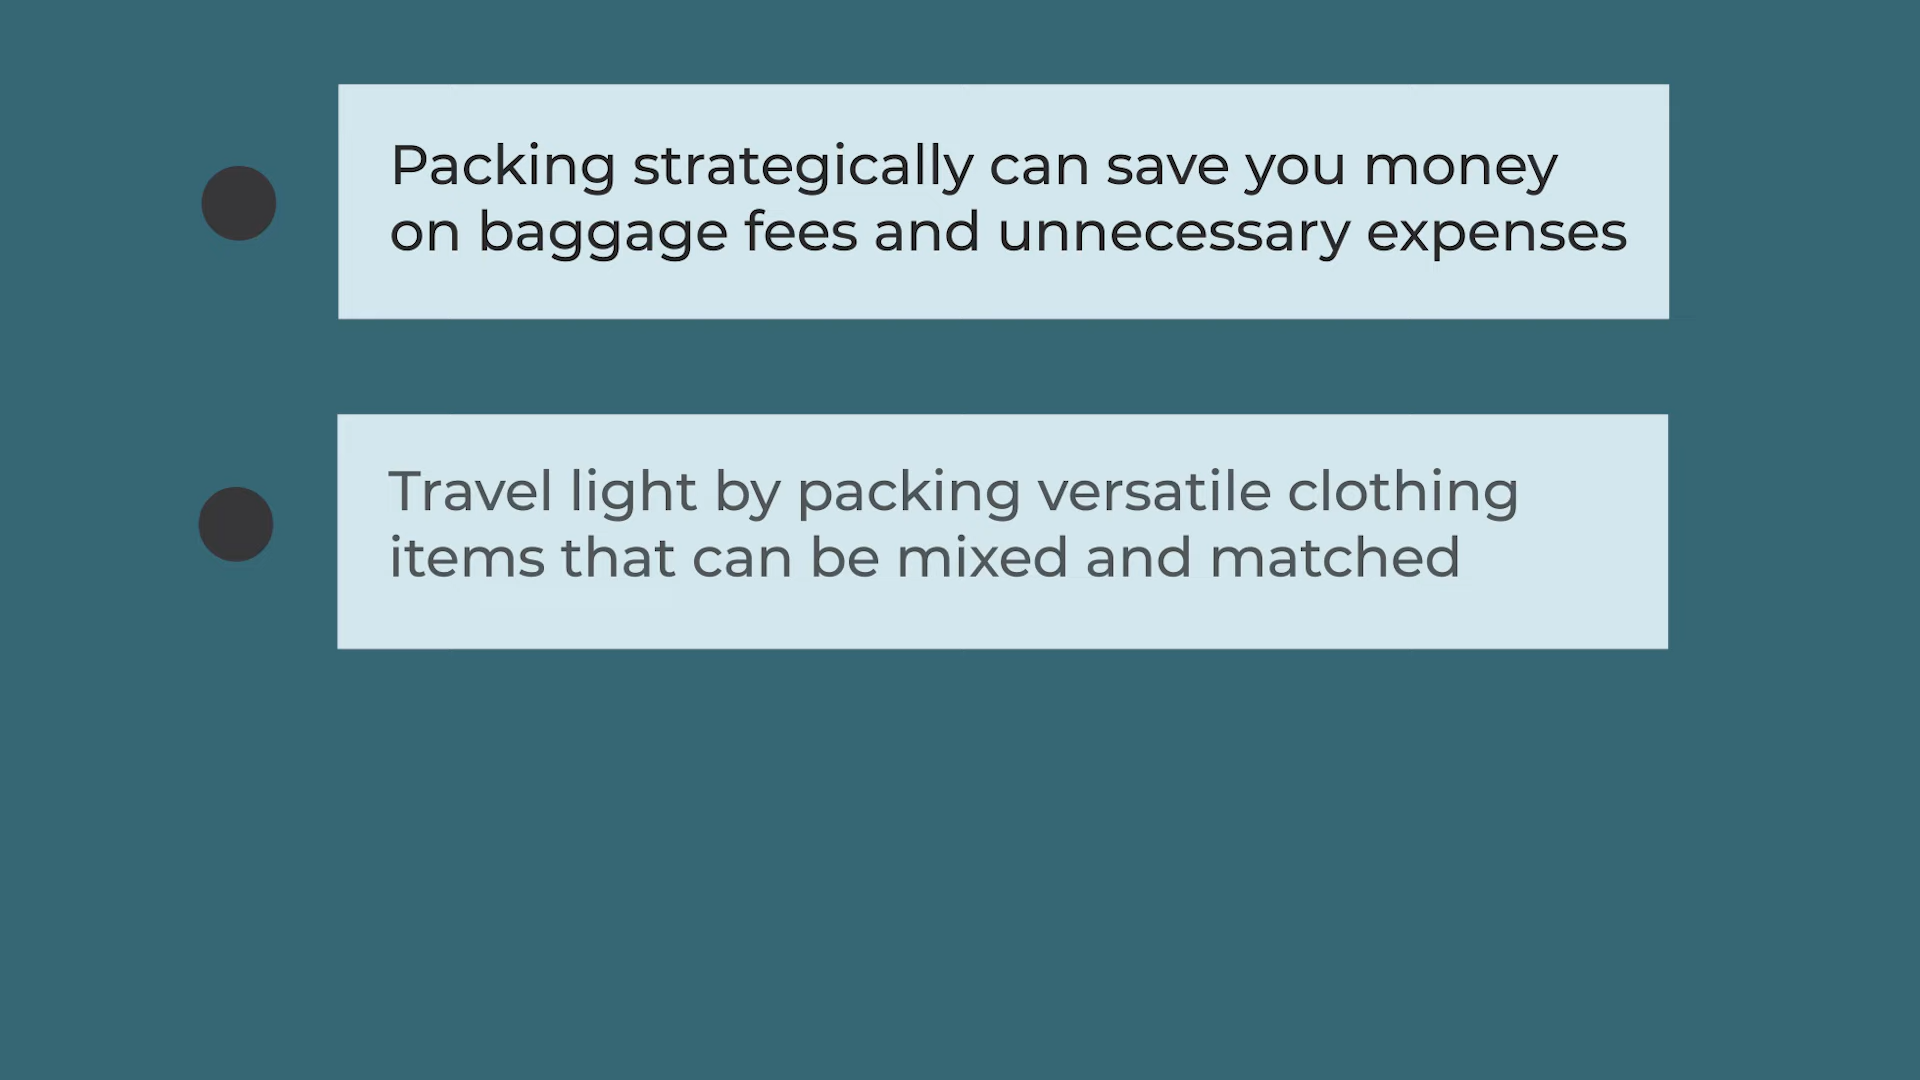 Packing strategically can save you money
on baggage fees and unnecessary expenses
Travel light by packing versatile clothing
items that can be mixed and matched